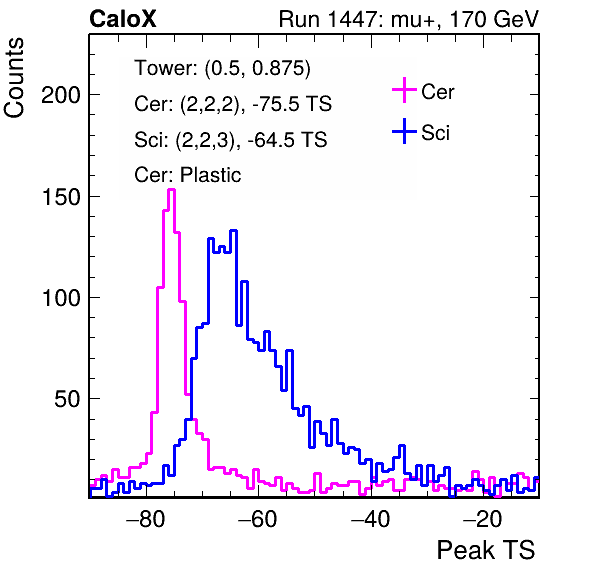 CaloX Run 1447: mu+, 170 GeV
Counts
Tower: (0.5, 0.875)
Cer: (2,2,2), -75.5 TS
Sci: (2,2,3), -64.5 TS
Cer: Plastic
Cer
Sci
200
150
100
50
−80 −60 −40 −20
Peak TS